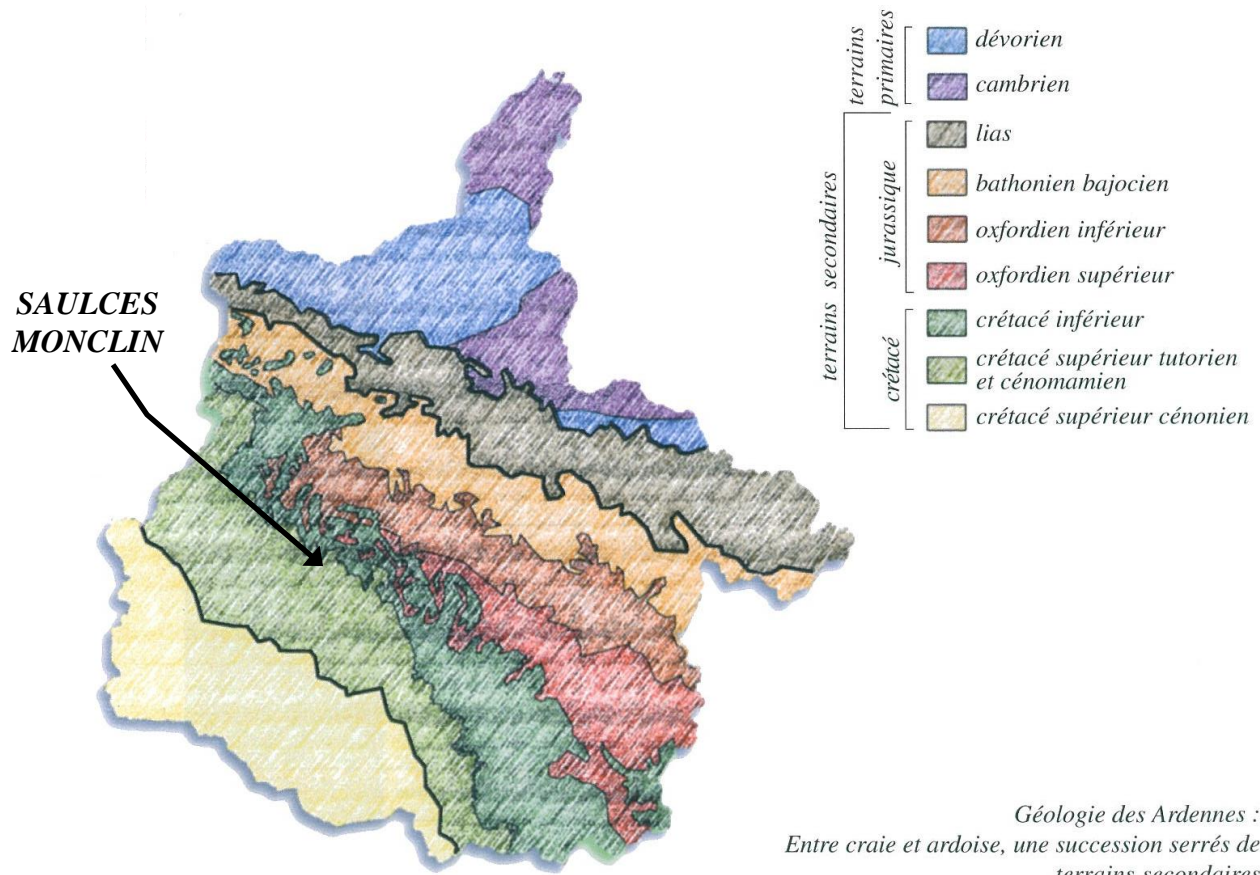 terrains
primaires
dévorien
cambrien
terrains secondaires
jurassique
lias
bathonien bajocien
oxfordien inférieur
oxfordien supérieur
crétacé
crétacé inférieur
crétacé supérieur tutorien
et cénomamien
crétacé supérieur cénonien
SAULCES
MONCLIN
Géologie des Ardennes :
Entre craie et ardoise, une succession serrés de
terrains secondaires